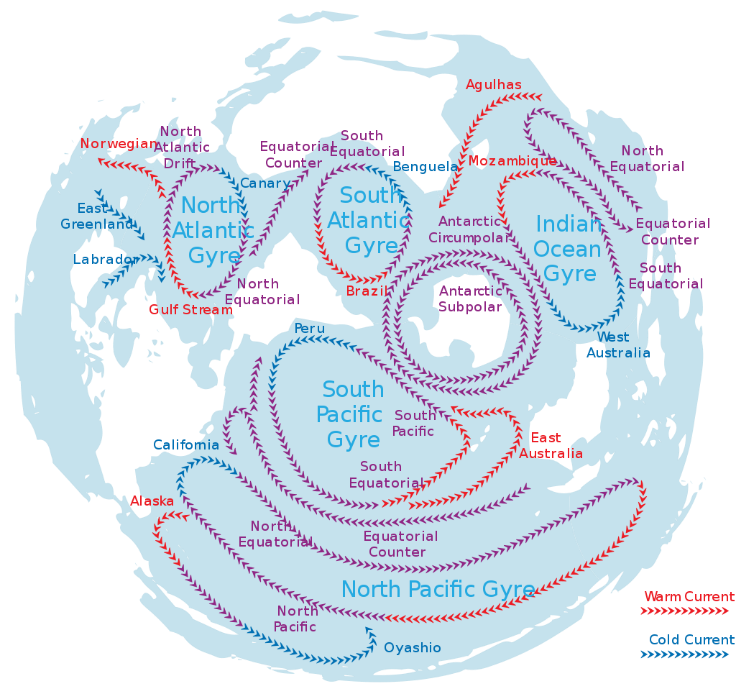 Agulhas
North
Atlantic
Drift
Norwegian
Equatorial
Counter
South
Equatorial
Benguela
Mozambique
North
Equatorial
Canary
East
Greenland
North
Atlantic
Gyre
South
Atlantic
Gyre
Antarctic
Circumpolar
Indian
Ocean
Gyre
Equatorial
Counter
Labrador
North
Equatorial
Brazil
Antarctic
Subpolar
South
Equatorial
Gulf Stream
Peru
West
Australia
South
Pacific
Gyre
South
Pacific
California
East
Australia
South
Equatorial
Alaska
North
Equatorial
Equatorial
Counter
North Pacific Gyre
Warm Current
North
Pacific
Oyashio
Cold Current